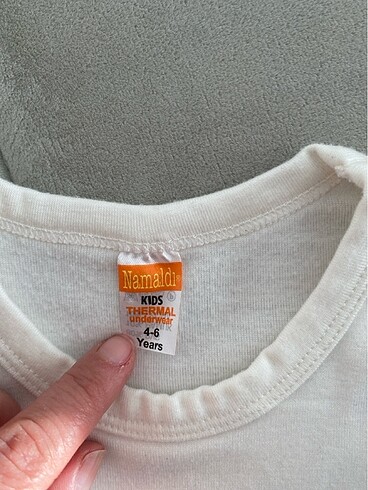 Namaldı
KIDS
THERMAL
underwear
4-6
Years